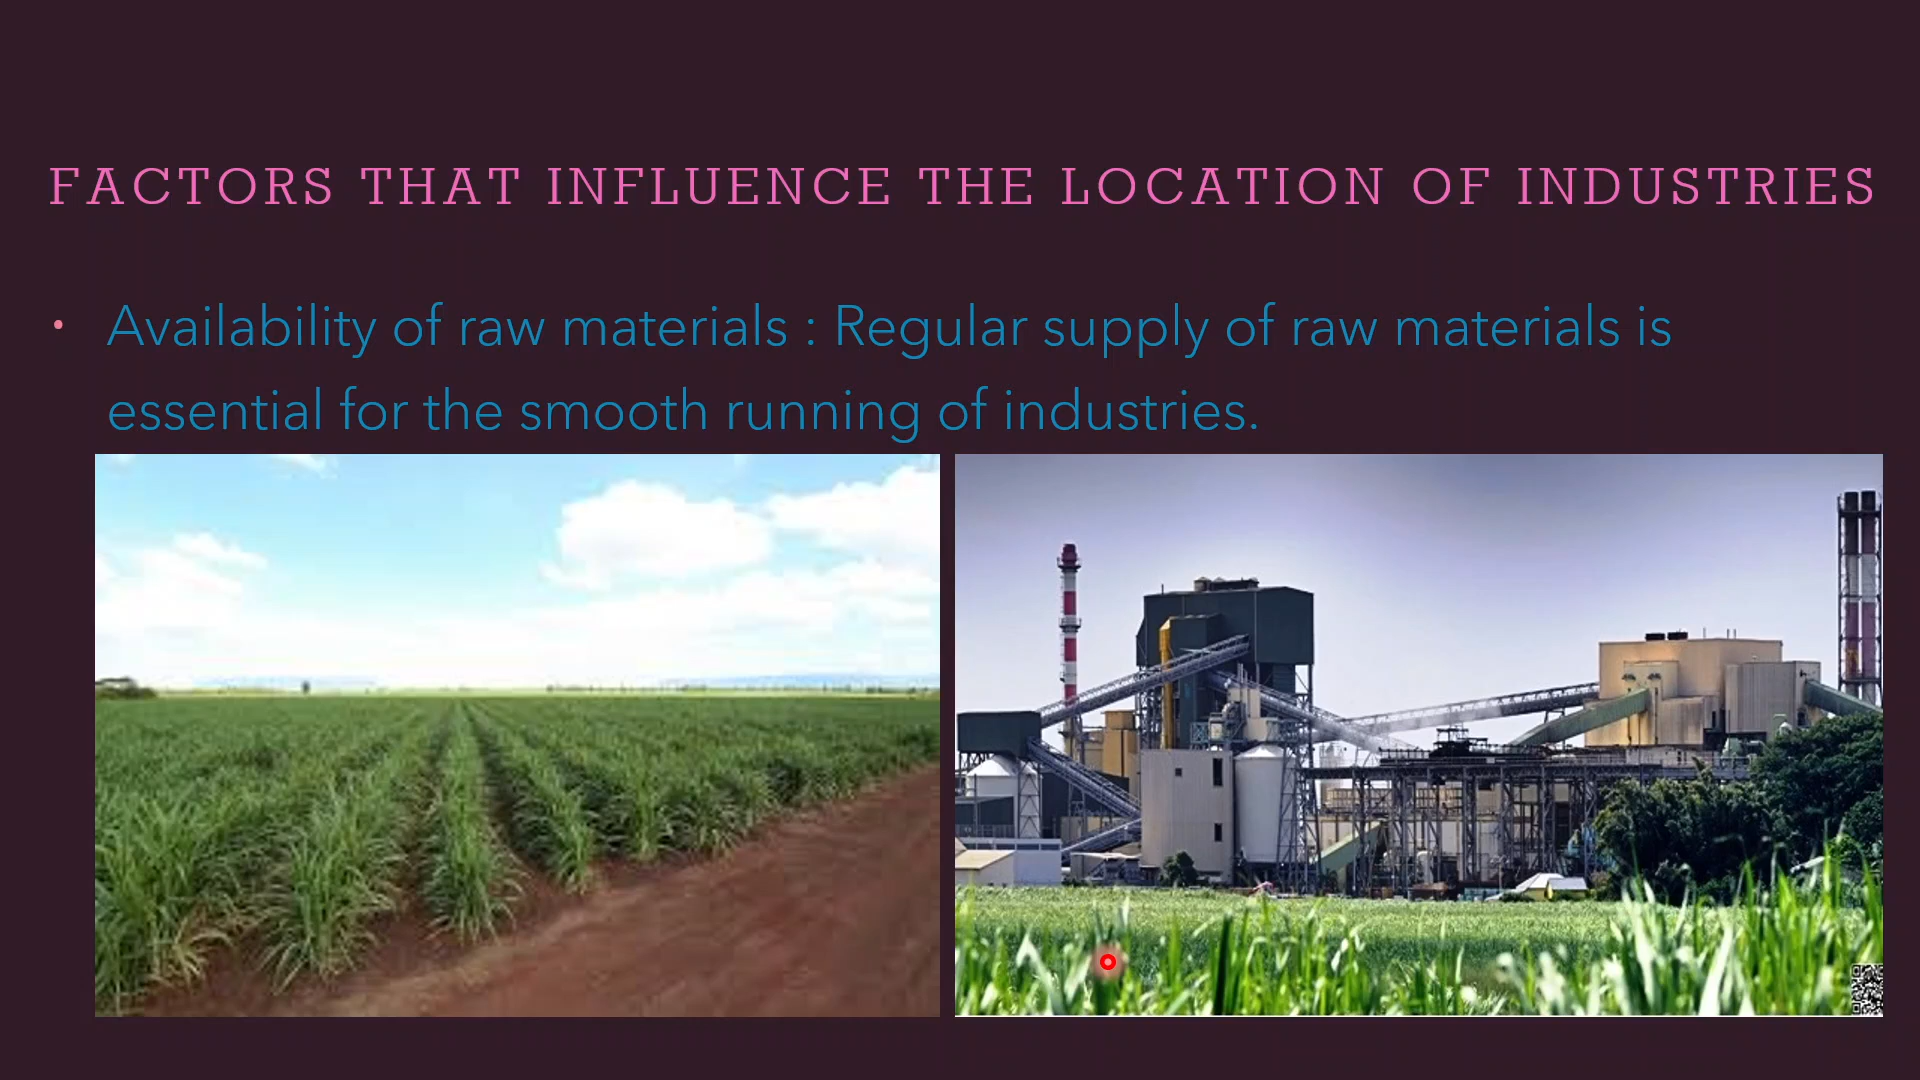 FACTORS THAT INFLUENCE THE LOCATION OF INDUSTRIES
• Availability of raw materials : Regular supply of raw materials is
essential for the smooth running of industries.